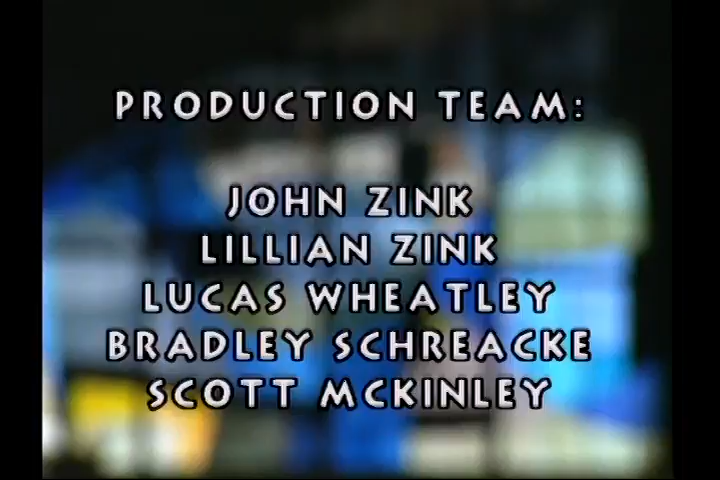 PRODUCTION TEAM:
JOHN ZINK
LILLIAN ZINK
LUCAS WHEATLEY
BRADLEY SCHREACKE
SCOTT MCKINLEY